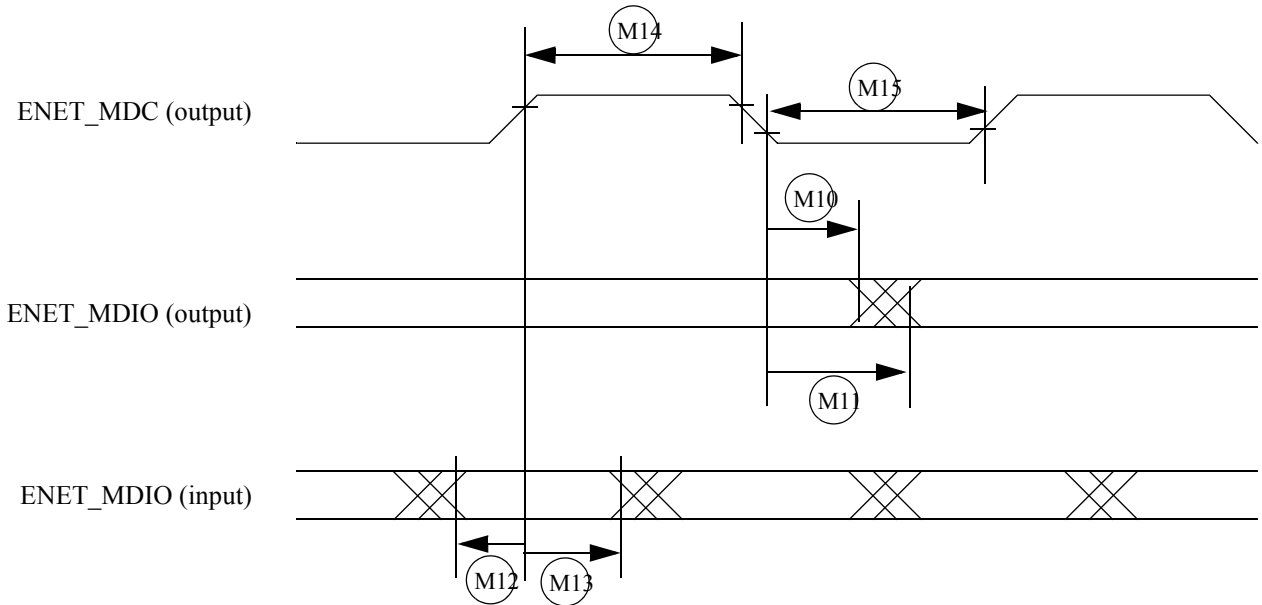 M14
ENET_MDC (output)
M15
M10
ENET_MDIO (output)
M11
ENET_MDIO (input)
M12
M13